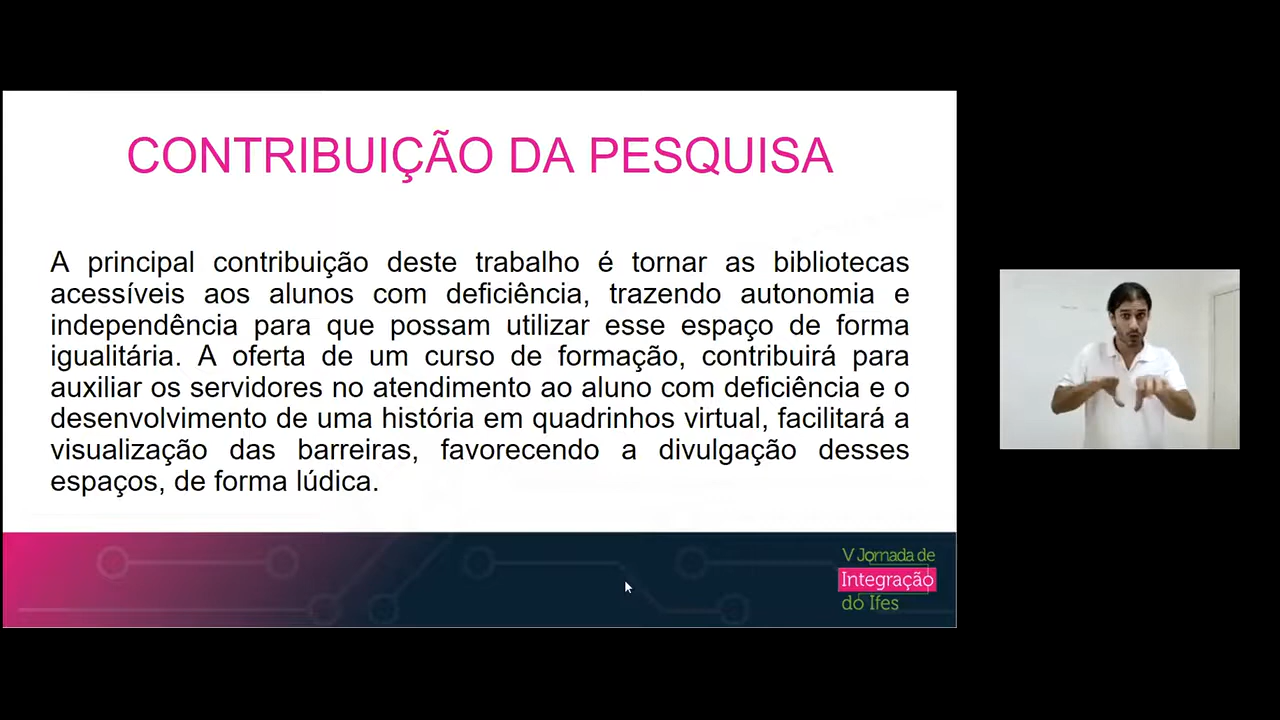 CONTRIBUIÇÃO DA PESQUISA
A principal contribuição deste trabalho é tornar as bibliotecas
acessíveis aos alunos com deficiência, trazendo autonomia e
independência para que possam utilizar esse espaço de forma
igualitária. A oferta de um curso de formação, contribuirá para
auxiliar os servidores no atendimento ao aluno com deficiência e o
desenvolvimento de uma história em quadrinhos virtual, facilitará a
visualização das barreiras, favorecendo a divulgação desses
espaços, de forma lúdica.
V Jornada de
Integração
do Ifes